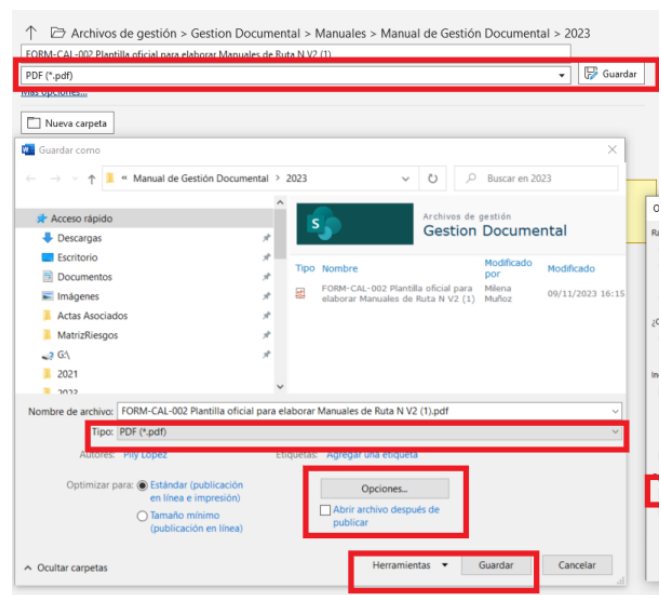 Archivos de gestión > Gestion Documental > Manuales > Manual de Gestión Documental > 2023
FORM-CAL-002 Plantilla oficial para elaborar Manuales de Ruta N V2 (1)
PDF (*.pdf)
Guardar
Más opciones...
Nueva carpeta
Guardar como
« Manual de Gestión Documental > 2023
Buscar en 2023
Acceso rápido
Descargas
Escritorio
Documentos
Imágenes
Actas Asociados
MatrizRiesgos
G:\
2021
2022
S
Archivos de gestión
Gestion Documental
Tipo Nombre Modificado por Modificado
FORM-CAL-002 Plantilla oficial para Milena 09/11/2023 16:15
elaborar Manuales de Ruta N V2 (1) Muñoz
Nombre de archivo: FORM-CAL-002 Plantilla oficial para elaborar Manuales de Ruta N V2 (1).pdf
Tipo: PDF (*.pdf)
Autores: Pily Lopez
Etiquetas: Agregar una etiqueta
Optimizar para: Estándar (publicación
en línea e impresión)
Tamaño mínimo
(publicación en línea)
Opciones...
Abrir archivo después de
publicar
Ocultar carpetas
Herramientas
Guardar
Cancelar